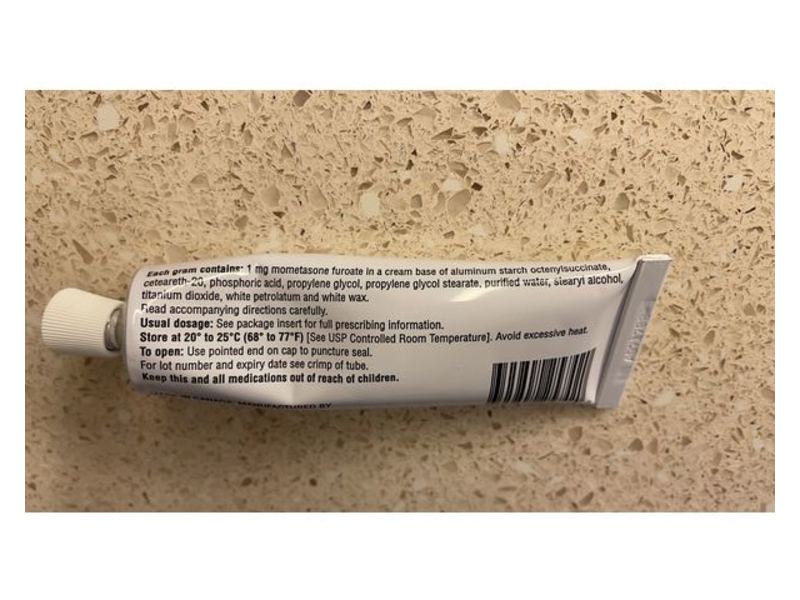 Each gram contains: 1 mg mometasone furoate in a cream base of aluminum starch octenylsuccinate,
ceteareth-20, phosphoric acid, propylene glycol, propylene glycol stearate, purified water, stearyl alcohol,
titanium dioxide, white petrolatum and white wax.
Read accompanying directions carefully.
Usual dosage: See package insert for full prescribing information.
Store at 20° to 25°C (68° to 77°F) [See USP Controlled Room Temperature]. Avoid excessive heat.
To open: Use pointed end on cap to puncture seal.
For lot number and expiry date see crimp of tube.
Keep this and all medications out of reach of children.
MANUFACTURED BY